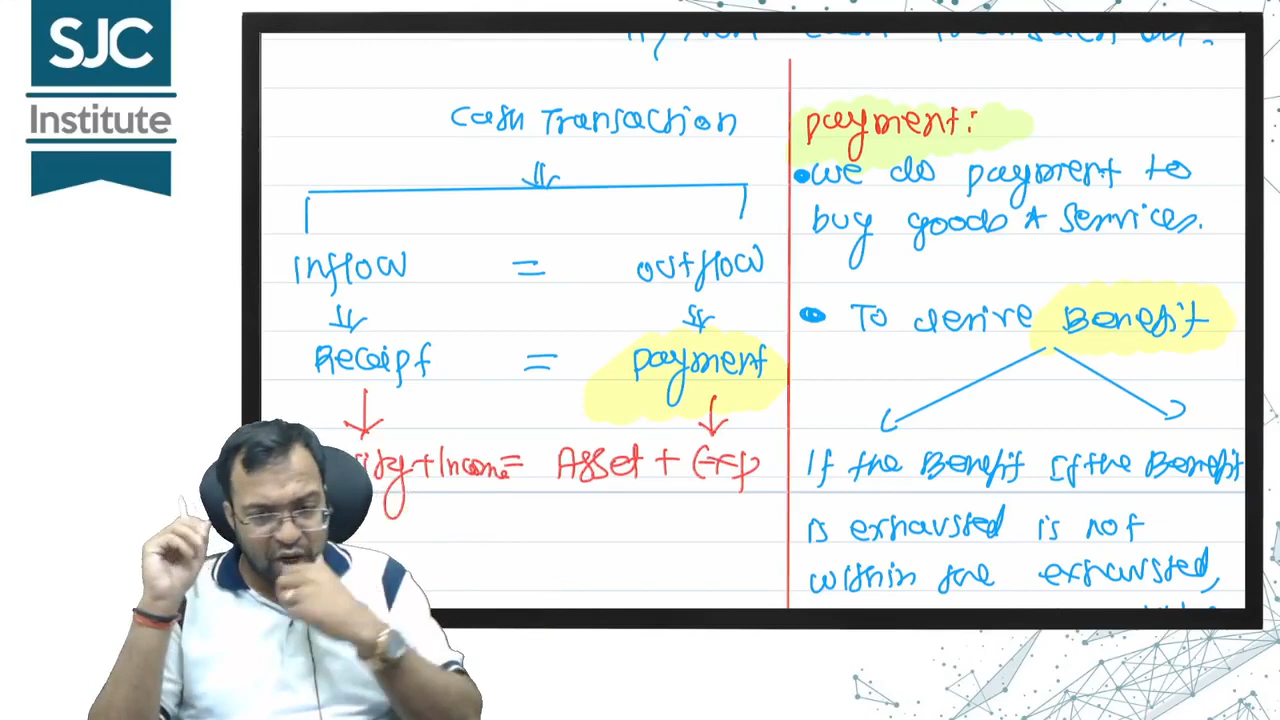 SJC
Institute
Cash Transaction
Inflow = outflow
Receipt = payment
+ Income = Asset + Exp
payment:
• we do payment to
buy goods & services.
• To derive Benefit
If the Benefit
is exhausted
within the
If the Benefit
is not
exhausted,